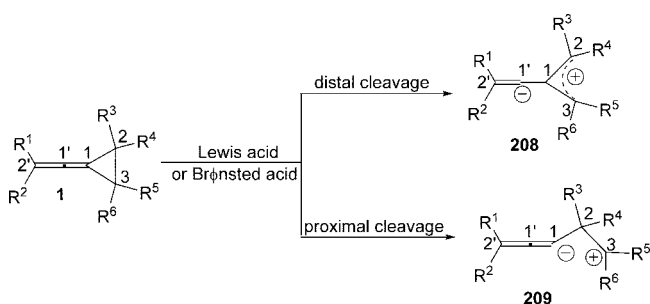 R³
R⁴
2
R¹
1'
1
⊕
distal cleavage
2'
⊖
R²
3
R⁵
R⁶
208
R³
R¹
1'
1
2
R⁴
Lewis acid
2'
or Brϕnsted acid
3
R²
1
R⁵
R⁶
R³
R¹
2
R⁴
proximal cleavage
1'
1
2'
⊖
⊕
3
R⁵
R²
R⁶
209